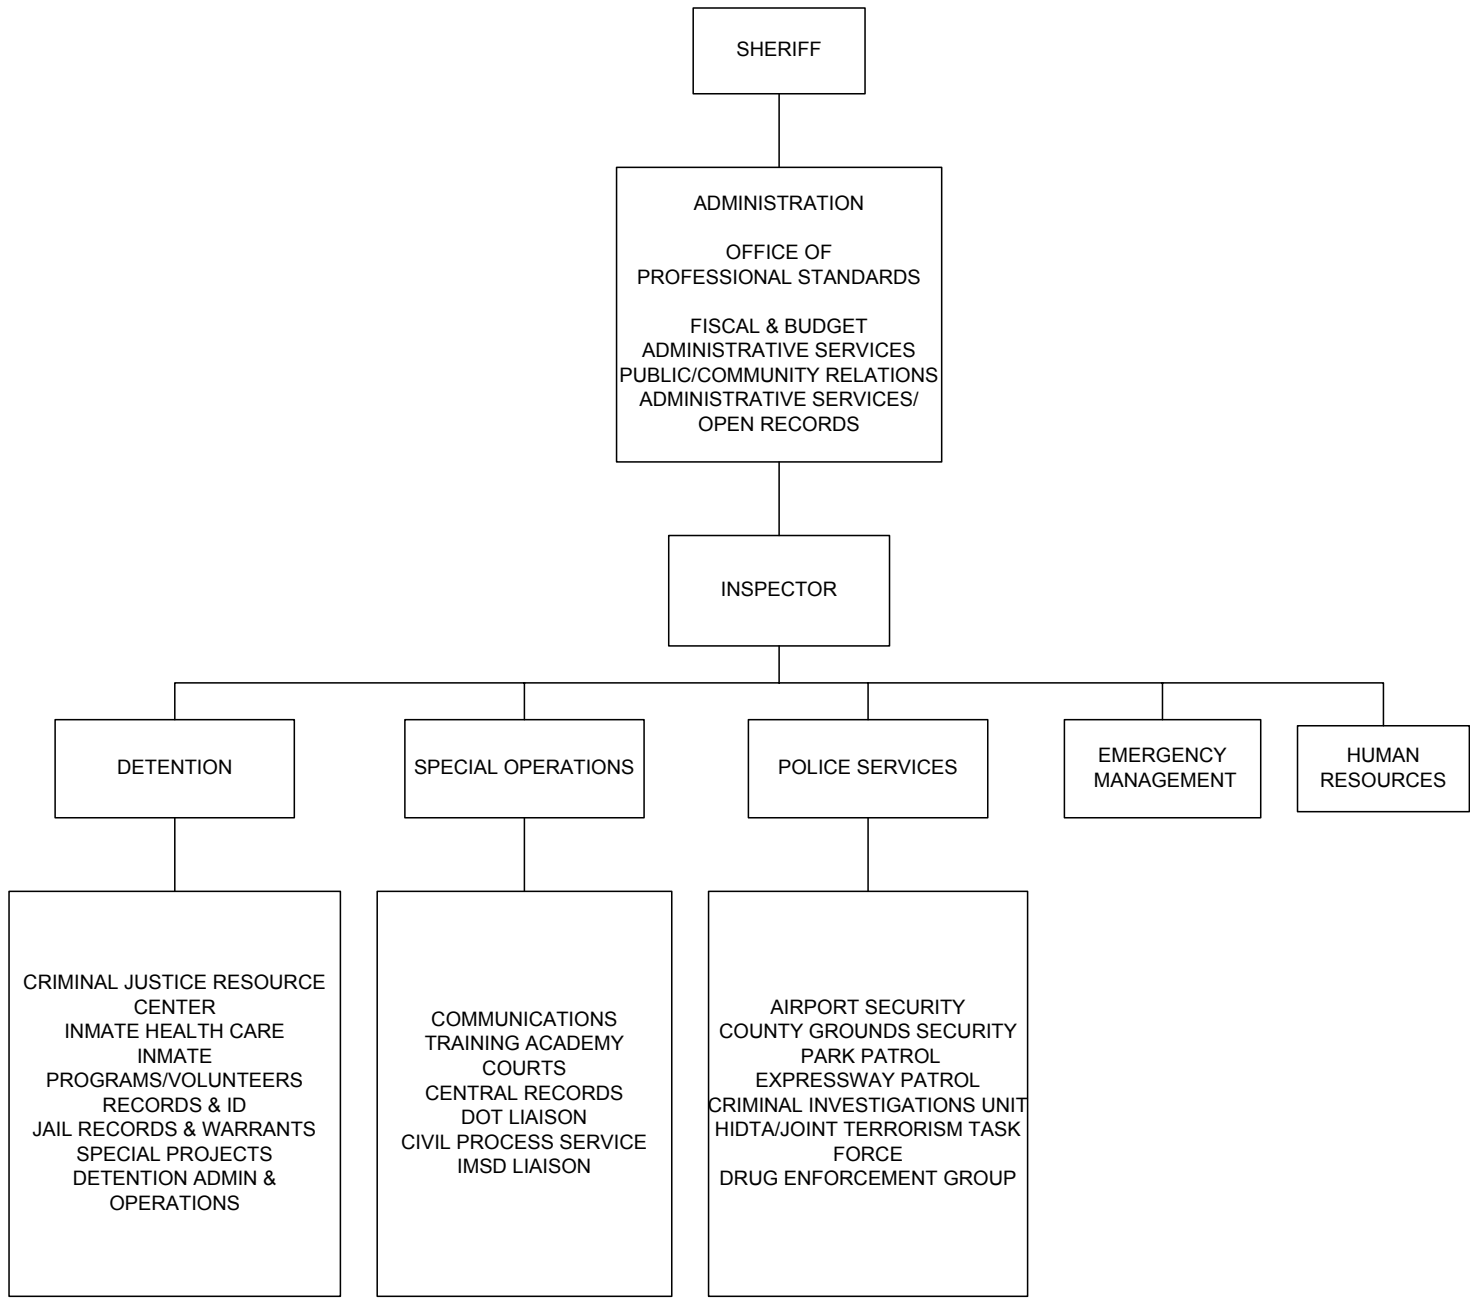 SHERIFF
ADMINISTRATION
OFFICE OF
PROFESSIONAL STANDARDS
FISCAL & BUDGET
ADMINISTRATIVE SERVICES
PUBLIC/COMMUNITY RELATIONS
ADMINISTRATIVE SERVICES/
OPEN RECORDS
INSPECTOR
DETENTION
SPECIAL OPERATIONS
POLICE SERVICES
EMERGENCY
MANAGEMENT
HUMAN
RESOURCES
CRIMINAL JUSTICE RESOURCE
CENTER
INMATE HEALTH CARE
INMATE
PROGRAMS/VOLUNTEERS
RECORDS & ID
JAIL RECORDS & WARRANTS
SPECIAL PROJECTS
DETENTION ADMIN &
OPERATIONS
COMMUNICATIONS
TRAINING ACADEMY
COURTS
CENTRAL RECORDS
DOT LIAISON
CIVIL PROCESS SERVICE
IMSD LIAISON
AIRPORT SECURITY
COUNTY GROUNDS SECURITY
PARK PATROL
EXPRESSWAY PATROL
CRIMINAL INVESTIGATIONS UNIT
HIDTA/JOINT TERRORISM TASK
FORCE
DRUG ENFORCEMENT GROUP